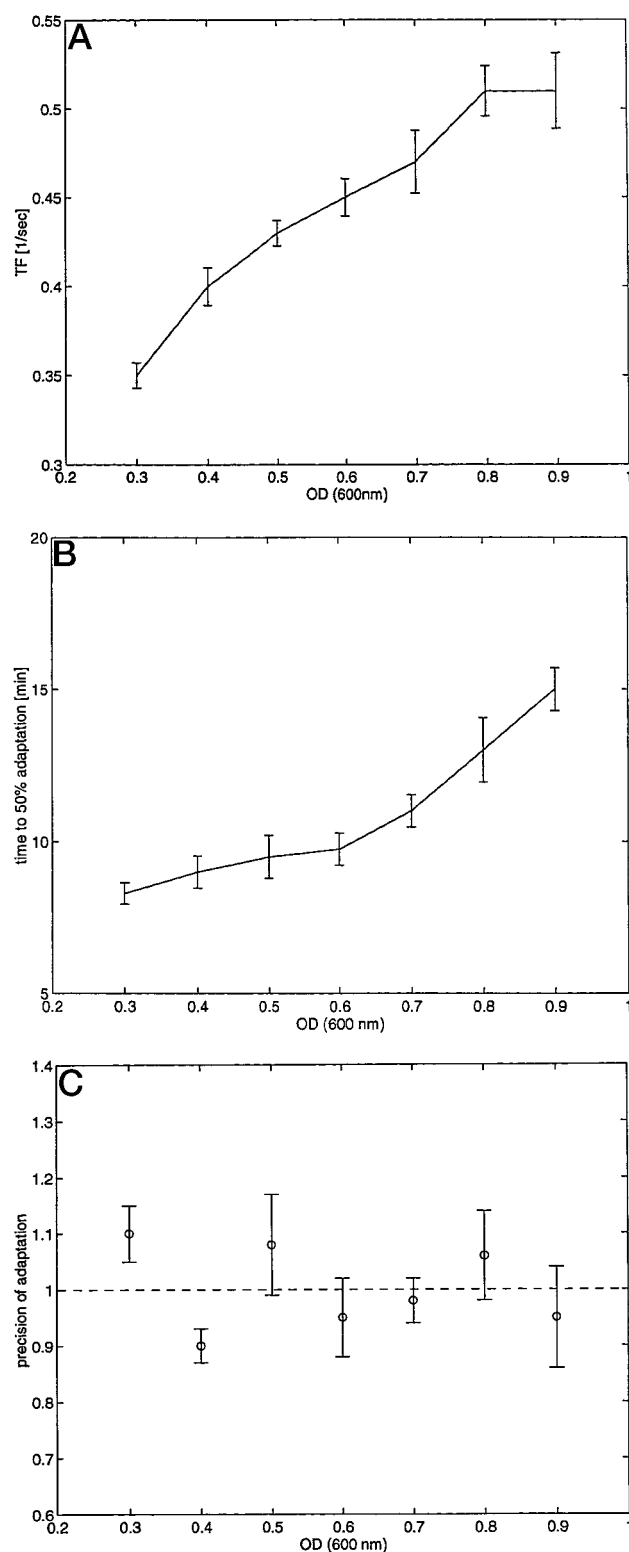 A
0.55
0.5
0.45
0.4
0.35
0.3
TF [1/sec]
0.2 0.3 0.4 0.5 0.6 0.7 0.8 0.9 1
OD (600nm)
B
20
15
10
5
time to 50% adaptation [min]
0.2 0.3 0.4 0.5 0.6 0.7 0.8 0.9 1
OD (600 nm)
C
1.4
1.3
1.2
1.1
1
0.9
0.8
0.7
0.6
precision of adaptation
0.2 0.3 0.4 0.5 0.6 0.7 0.8 0.9 1
OD (600 nm)